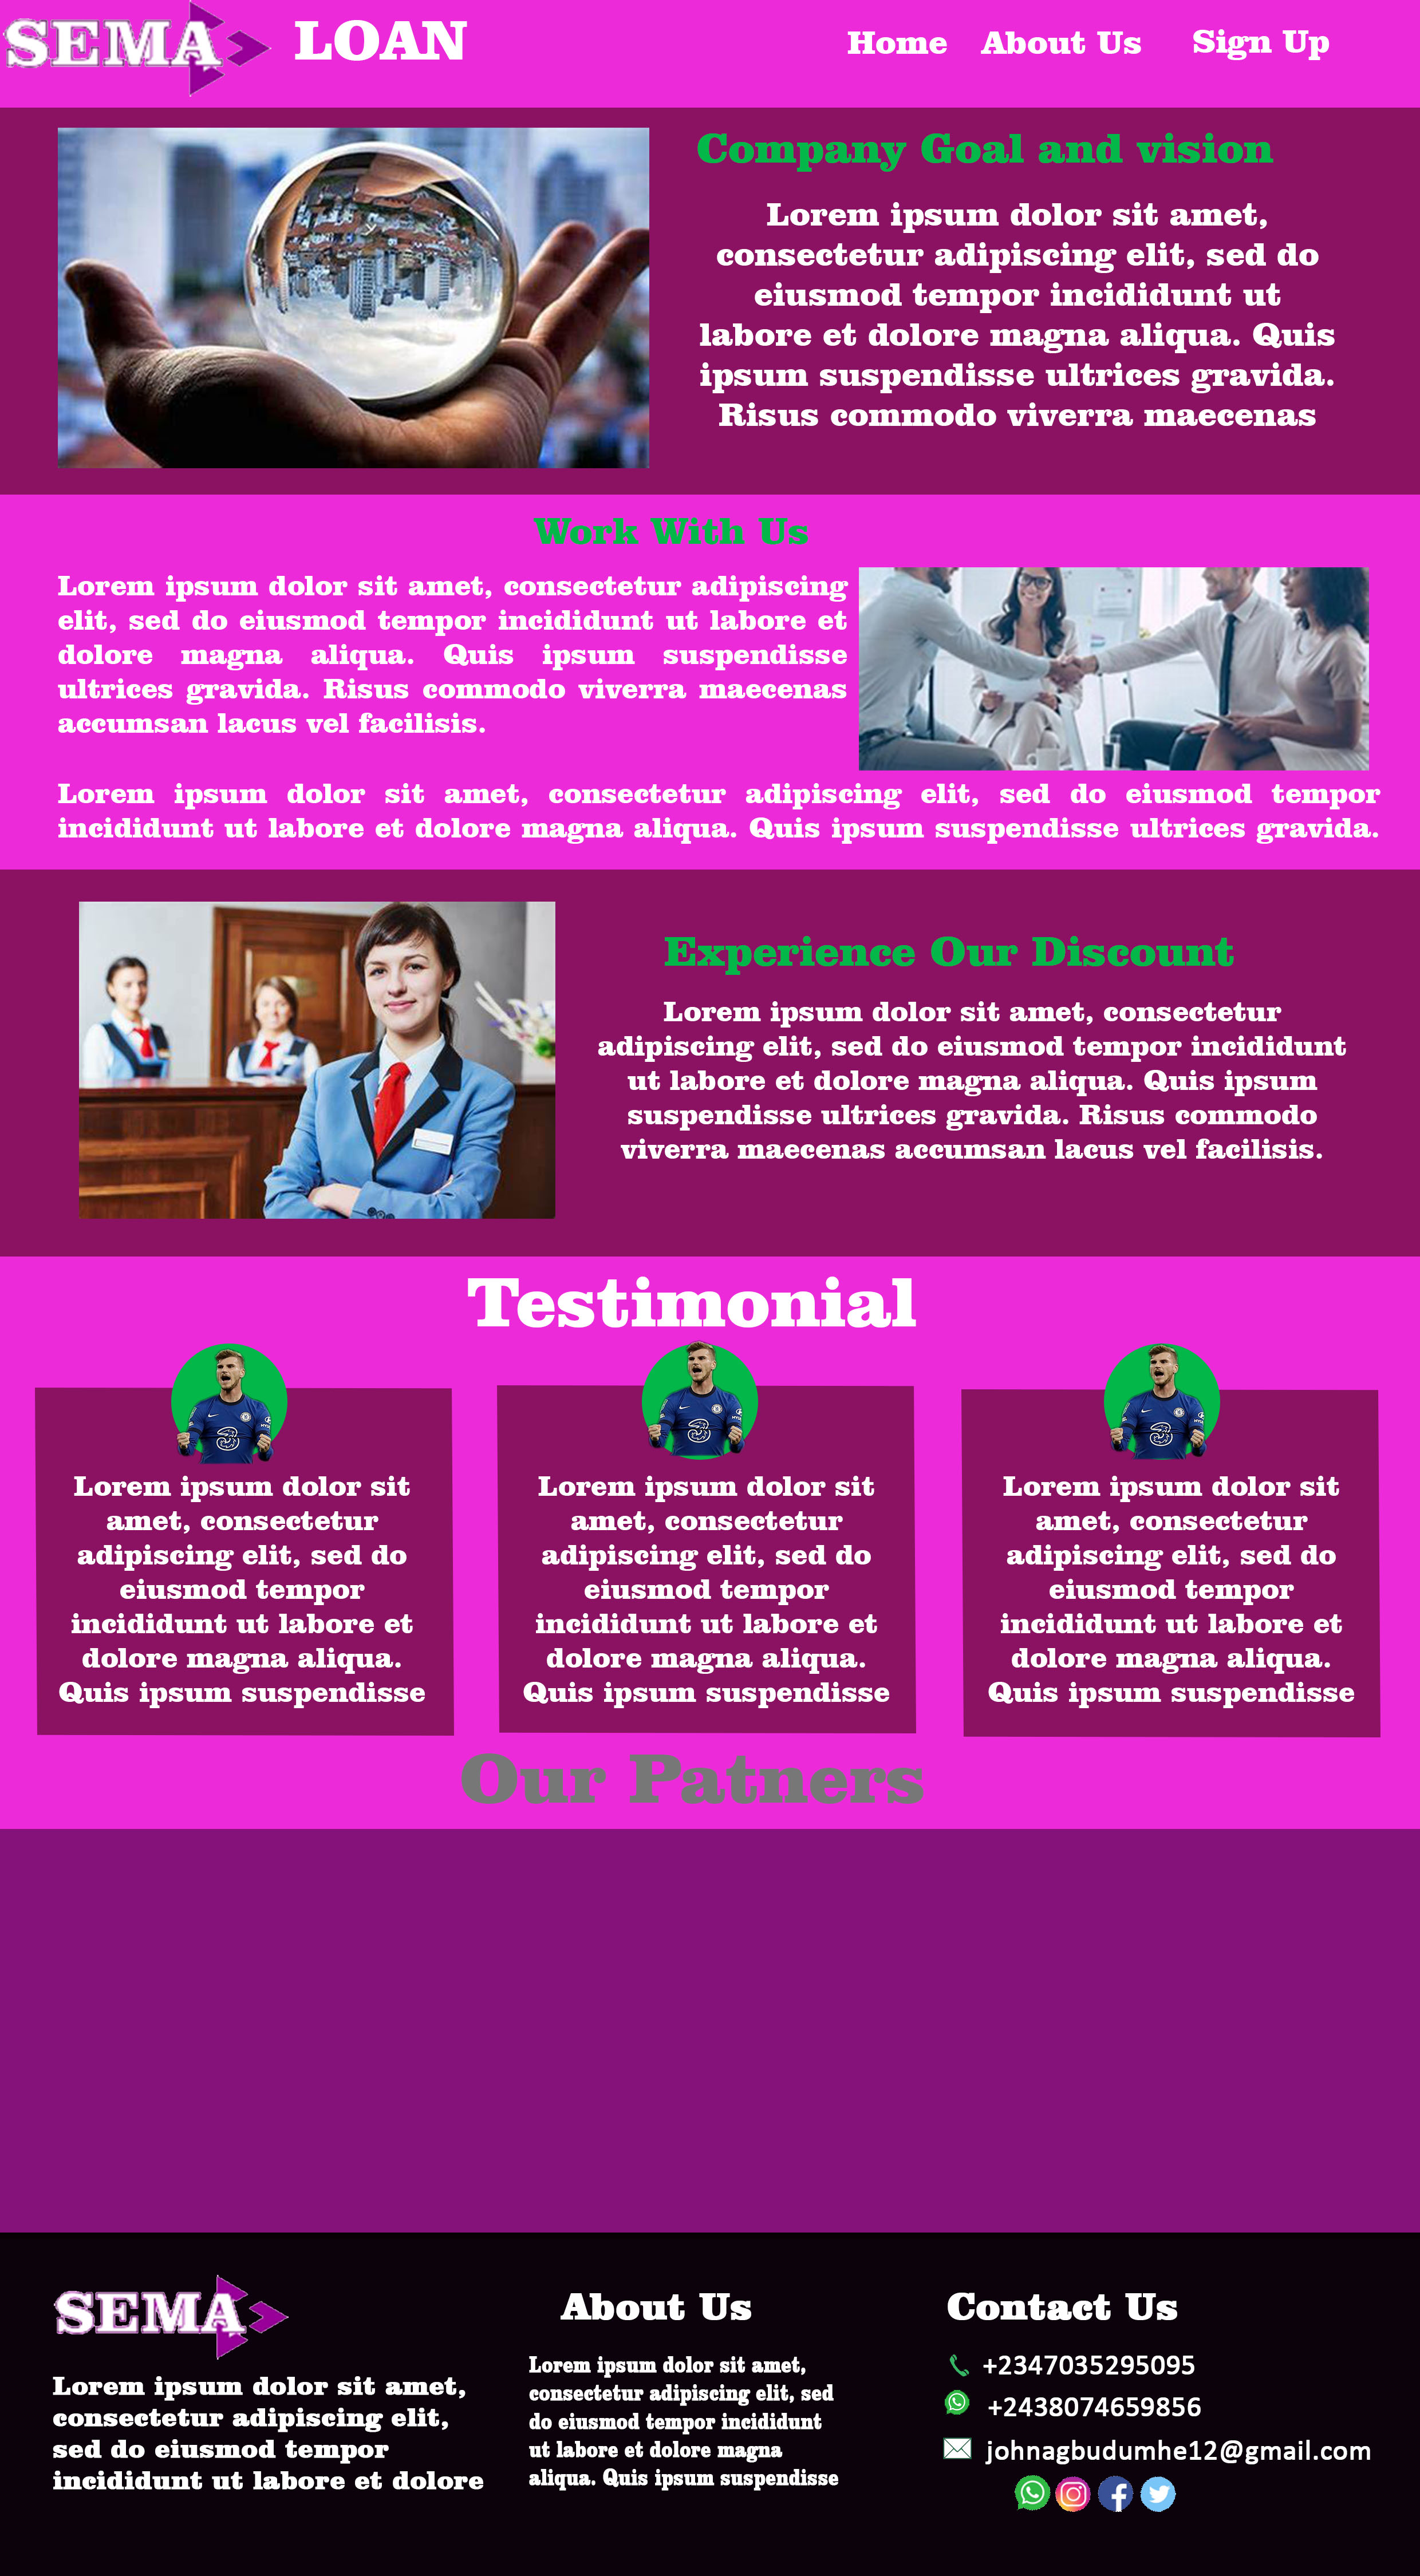 SEMA LOAN
Home About Us Sign Up
Company Goal and vision
Lorem ipsum dolor sit amet,
consectetur adipiscing elit, sed do
eiusmod tempor incididunt ut
labore et dolore magna aliqua. Quis
ipsum suspendisse ultrices gravida.
Risus commodo viverra maecenas
Work With Us
Lorem ipsum dolor sit amet, consectetur adipiscing
elit, sed do eiusmod tempor incididunt ut labore et
dolore magna aliqua. Quis ipsum suspendisse
ultrices gravida. Risus commodo viverra maecenas
accumsan lacus vel facilisis.
Lorem ipsum dolor sit amet, consectetur adipiscing elit, sed do eiusmod tempor
incididunt ut labore et dolore magna aliqua. Quis ipsum suspendisse ultrices gravida.
Experience Our Discount
Lorem ipsum dolor sit amet, consectetur
adipiscing elit, sed do eiusmod tempor incididunt
ut labore et dolore magna aliqua. Quis ipsum
suspendisse ultrices gravida. Risus commodo
viverra maecenas accumsan lacus vel facilisis.
Testimonial
3
Lorem ipsum dolor sit
amet, consectetur
adipiscing elit, sed do
eiusmod tempor
incididunt ut labore et
dolore magna aliqua.
Quis ipsum suspendisse
3
Lorem ipsum dolor sit
amet, consectetur
adipiscing elit, sed do
eiusmod tempor
incididunt ut labore et
dolore magna aliqua.
Quis ipsum suspendisse
3
Lorem ipsum dolor sit
amet, consectetur
adipiscing elit, sed do
eiusmod tempor
incididunt ut labore et
dolore magna aliqua.
Quis ipsum suspendisse
Our Patners
SEMA
Lorem ipsum dolor sit amet,
consectetur adipiscing elit,
sed do eiusmod tempor
incididunt ut labore et dolore
About Us
Lorem ipsum dolor sit amet,
consectetur adipiscing elit, sed
do eiusmod tempor incididunt
ut labore et dolore magna
aliqua. Quis ipsum suspendisse
Contact Us
+2347035295095
+2438074659856
johnagbudumhe12@gmail.com